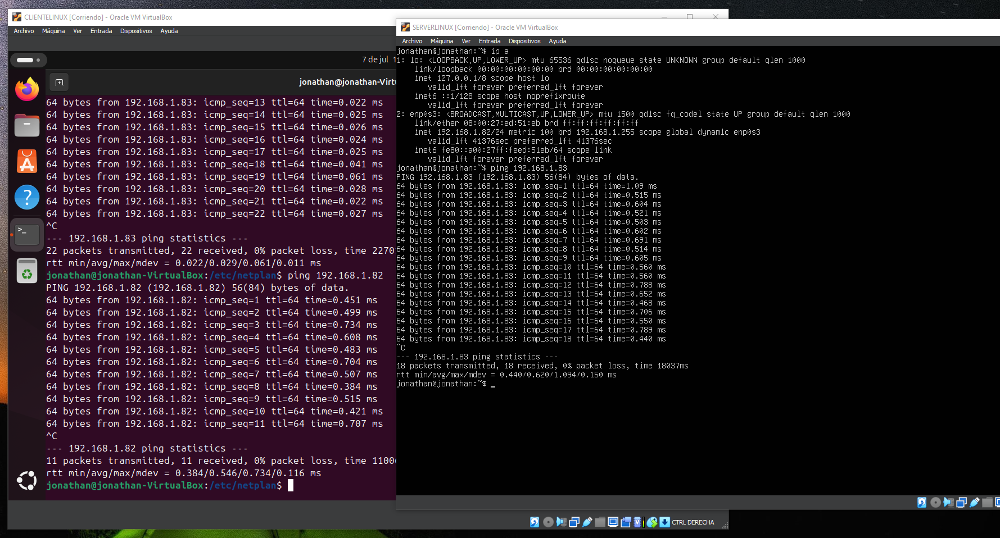 CLIENTELINUX [Corriendo] - Oracle VM VirtualBox
Archivo Máquina Ver Entrada Dispositivos Ayuda
7 de jul
jonathan@jonathan-Virtu
64 bytes from 192.168.1.83: icmp_seq=13 ttl=64 time=0.022 ms
64 bytes from 192.168.1.83: icmp_seq=14 ttl=64 time=0.025 ms
64 bytes from 192.168.1.83: icmp_seq=15 ttl=64 time=0.026 ms
64 bytes from 192.168.1.83: icmp_seq=16 ttl=64 time=0.024 ms
64 bytes from 192.168.1.83: icmp_seq=17 ttl=64 time=0.025 ms
64 bytes from 192.168.1.83: icmp_seq=18 ttl=64 time=0.041 ms
64 bytes from 192.168.1.83: icmp_seq=19 ttl=64 time=0.061 ms
64 bytes from 192.168.1.83: icmp_seq=20 ttl=64 time=0.028 ms
64 bytes from 192.168.1.83: icmp_seq=21 ttl=64 time=0.022 ms
64 bytes from 192.168.1.83: icmp_seq=22 ttl=64 time=0.027 ms
^C
--- 192.168.1.83 ping statistics ---
22 packets transmitted, 22 received, 0% packet loss, time 2270
rtt min/avg/max/mdev = 0.022/0.029/0.061/0.011 ms
jonathan@jonathan-VirtualBox:/etc/netplan$ ping 192.168.1.82
PING 192.168.1.82 (192.168.1.82) 56(84) bytes of data.
64 bytes from 192.168.1.82: icmp_seq=1 ttl=64 time=0.451 ms
64 bytes from 192.168.1.82: icmp_seq=2 ttl=64 time=0.499 ms
64 bytes from 192.168.1.82: icmp_seq=3 ttl=64 time=0.734 ms
64 bytes from 192.168.1.82: icmp_seq=4 ttl=64 time=0.608 ms
64 bytes from 192.168.1.82: icmp_seq=5 ttl=64 time=0.483 ms
64 bytes from 192.168.1.82: icmp_seq=6 ttl=64 time=0.704 ms
64 bytes from 192.168.1.82: icmp_seq=7 ttl=64 time=0.507 ms
64 bytes from 192.168.1.82: icmp_seq=8 ttl=64 time=0.384 ms
64 bytes from 192.168.1.82: icmp_seq=9 ttl=64 time=0.515 ms
64 bytes from 192.168.1.82: icmp_seq=10 ttl=64 time=0.421 ms
64 bytes from 192.168.1.82: icmp_seq=11 ttl=64 time=0.707 ms
^C
--- 192.168.1.82 ping statistics ---
11 packets transmitted, 11 received, 0% packet loss, time 1100
rtt min/avg/max/mdev = 0.384/0.546/0.734/0.116 ms
jonathan@jonathan-VirtualBox:/etc/netplan$
CTRL DERECHA
SERVERLINUX [Corriendo] - Oracle VM VirtualBox
Archivo Máquina Ver Entrada Dispositivos Ayuda
jonathan@jonathan:~$ ip a
1: lo: <LOOPBACK,UP,LOWER_UP> mtu 65536 qdisc noqueue state UNKNOWN group default qlen 1000
link/loopback 00:00:00:00:00:00 brd 00:00:00:00:00:00
inet 127.0.0.1/8 scope host lo
valid_lft forever preferred_lft forever
inet6 ::1/128 scope host noprefixroute
valid_lft forever preferred_lft forever
2: enp0s3: <BROADCAST,MULTICAST,UP,LOWER_UP> mtu 1500 qdisc fq_codel state UP group default qlen 1000
link/ether 08:00:27:ed:51:eb brd ff:ff:ff:ff:ff:ff
inet 192.168.1.82/24 metric 100 brd 192.168.1.255 scope global dynamic enp0s3
valid_lft 41376sec preferred_lft 41376sec
inet6 fe80::a00:27ff:feed:51eb/64 scope link
valid_lft forever preferred_lft forever
jonathan@jonathan:~$ ping 192.168.1.83
PING 192.168.1.83 (192.168.1.83) 56(84) bytes of data.
64 bytes from 192.168.1.83: icmp_seq=1 ttl=64 time=1.09 ms
64 bytes from 192.168.1.83: icmp_seq=2 ttl=64 time=0.515 ms
64 bytes from 192.168.1.83: icmp_seq=3 ttl=64 time=0.604 ms
64 bytes from 192.168.1.83: icmp_seq=4 ttl=64 time=0.521 ms
64 bytes from 192.168.1.83: icmp_seq=5 ttl=64 time=0.503 ms
64 bytes from 192.168.1.83: icmp_seq=6 ttl=64 time=0.602 ms
64 bytes from 192.168.1.83: icmp_seq=7 ttl=64 time=0.691 ms
64 bytes from 192.168.1.83: icmp_seq=8 ttl=64 time=0.514 ms
64 bytes from 192.168.1.83: icmp_seq=9 ttl=64 time=0.605 ms
64 bytes from 192.168.1.83: icmp_seq=10 ttl=64 time=0.560 ms
64 bytes from 192.168.1.83: icmp_seq=11 ttl=64 time=0.560 ms
64 bytes from 192.168.1.83: icmp_seq=12 ttl=64 time=0.788 ms
64 bytes from 192.168.1.83: icmp_seq=13 ttl=64 time=0.652 ms
64 bytes from 192.168.1.83: icmp_seq=14 ttl=64 time=0.468 ms
64 bytes from 192.168.1.83: icmp_seq=15 ttl=64 time=0.706 ms
64 bytes from 192.168.1.83: icmp_seq=16 ttl=64 time=0.550 ms
64 bytes from 192.168.1.83: icmp_seq=17 ttl=64 time=0.789 ms
64 bytes from 192.168.1.83: icmp_seq=18 ttl=64 time=0.440 ms
^C
--- 192.168.1.83 ping statistics ---
18 packets transmitted, 18 received, 0% packet loss, time 18037ms
rtt min/avg/max/mdev = 0.440/0.620/1.094/0.150 ms
jonathan@jonathan:~$ _